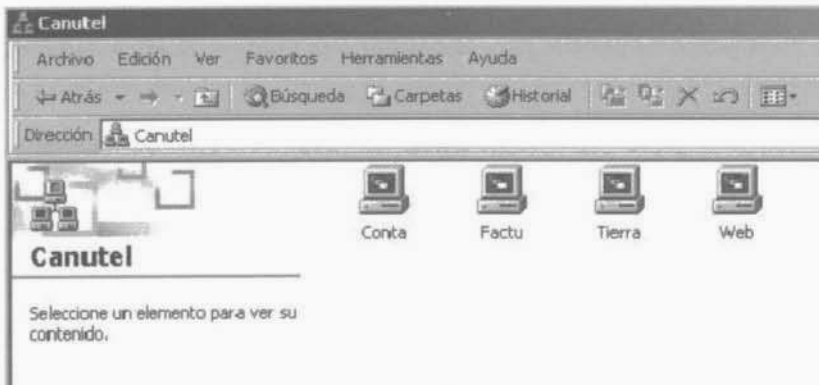 Canutel
Archivo Edición Ver Favoritos Herramientas Ayuda
Atrás Búsqueda Carpetas Historial
Dirección Canutel
Conta Factu Tierra Web
Canutel
Seleccione un elemento para ver su
contenido.